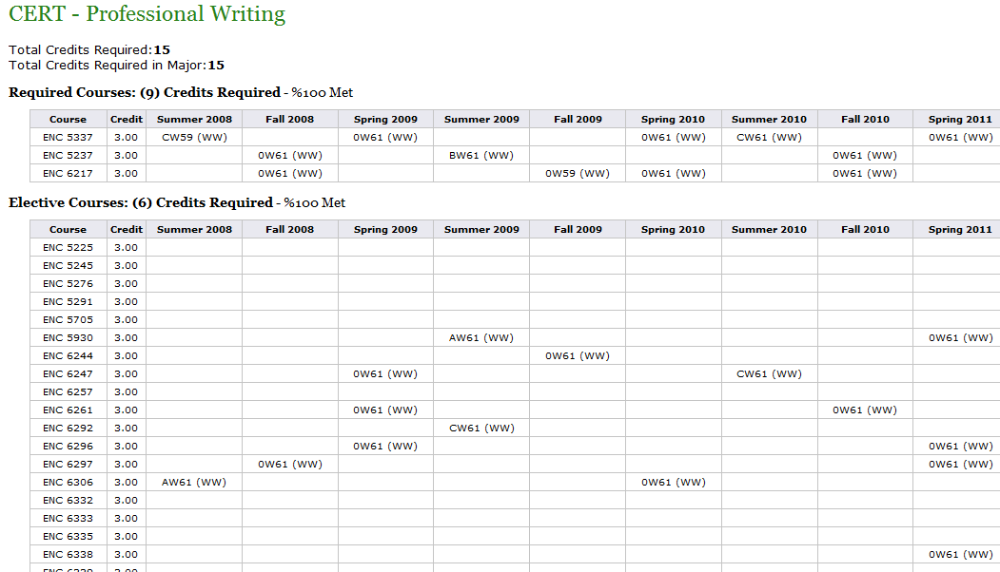 CERT - Professional Writing
Total Credits Required:15
Total Credits Required in Major:15
Required Courses: (9) Credits Required - %100 Met
Course Credit Summer 2008 Fall 2008 Spring 2009 Summer 2009 Fall 2009 Spring 2010 Summer 2010 Fall 2010 Spring 2011
ENC 5337 3.00 CW59 (WW) 0W61 (WW) 0W61 (WW) CW61 (WW) 0W61 (WW)
ENC 5237 3.00 0W61 (WW) BW61 (WW) 0W61 (WW)
ENC 6217 3.00 0W61 (WW) 0W59 (WW) 0W61 (WW) 0W61 (WW)
Elective Courses: (6) Credits Required - %100 Met
Course Credit Summer 2008 Fall 2008 Spring 2009 Summer 2009 Fall 2009 Spring 2010 Summer 2010 Fall 2010 Spring 2011
ENC 5225 3.00
ENC 5245 3.00
ENC 5276 3.00
ENC 5291 3.00
ENC 5705 3.00
ENC 5930 3.00 AW61 (WW) 0W61 (WW)
ENC 6244 3.00 0W61 (WW)
ENC 6247 3.00 0W61 (WW) CW61 (WW)
ENC 6257 3.00
ENC 6261 3.00 0W61 (WW) 0W61 (WW)
ENC 6292 3.00 CW61 (WW)
ENC 6296 3.00 0W61 (WW) 0W61 (WW)
ENC 6297 3.00 0W61 (WW) 0W61 (WW)
ENC 6306 3.00 AW61 (WW) 0W61 (WW)
ENC 6332 3.00
ENC 6333 3.00
ENC 6335 3.00
ENC 6338 3.00 0W61 (WW)